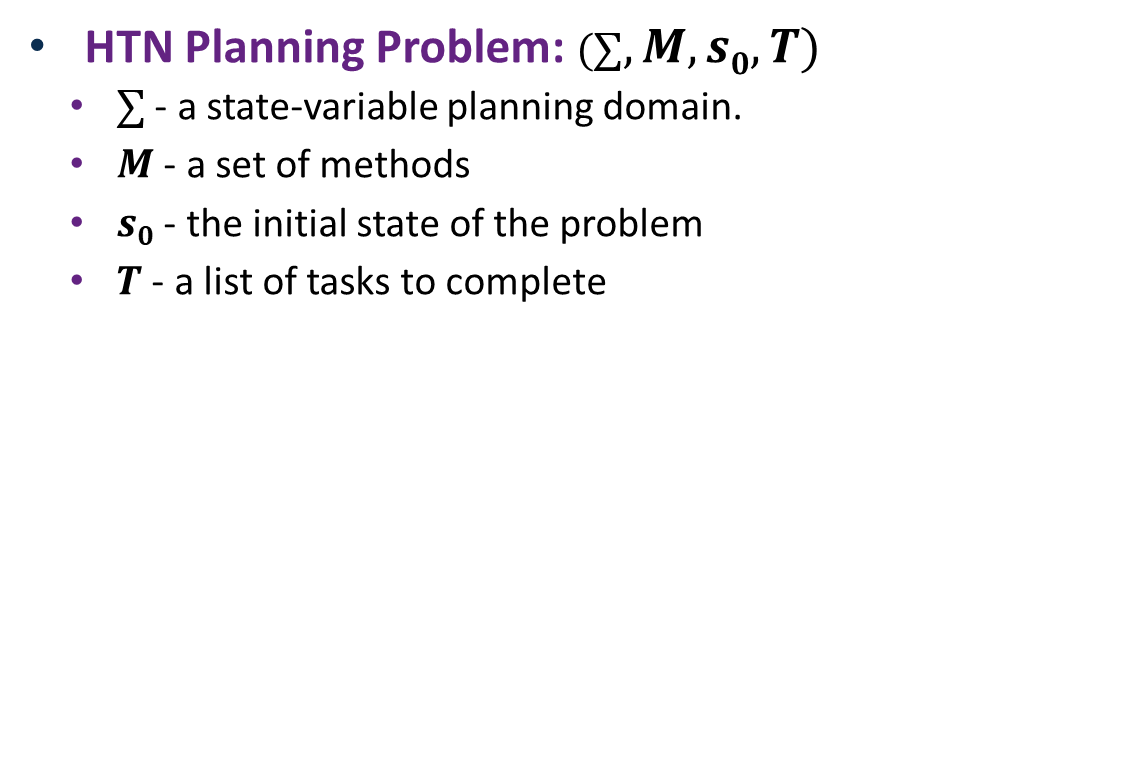 • HTN Planning Problem: (∑, M, s₀, T)
• ∑ - a state-variable planning domain.
• M - a set of methods
• s₀ - the initial state of the problem
• T - a list of tasks to complete